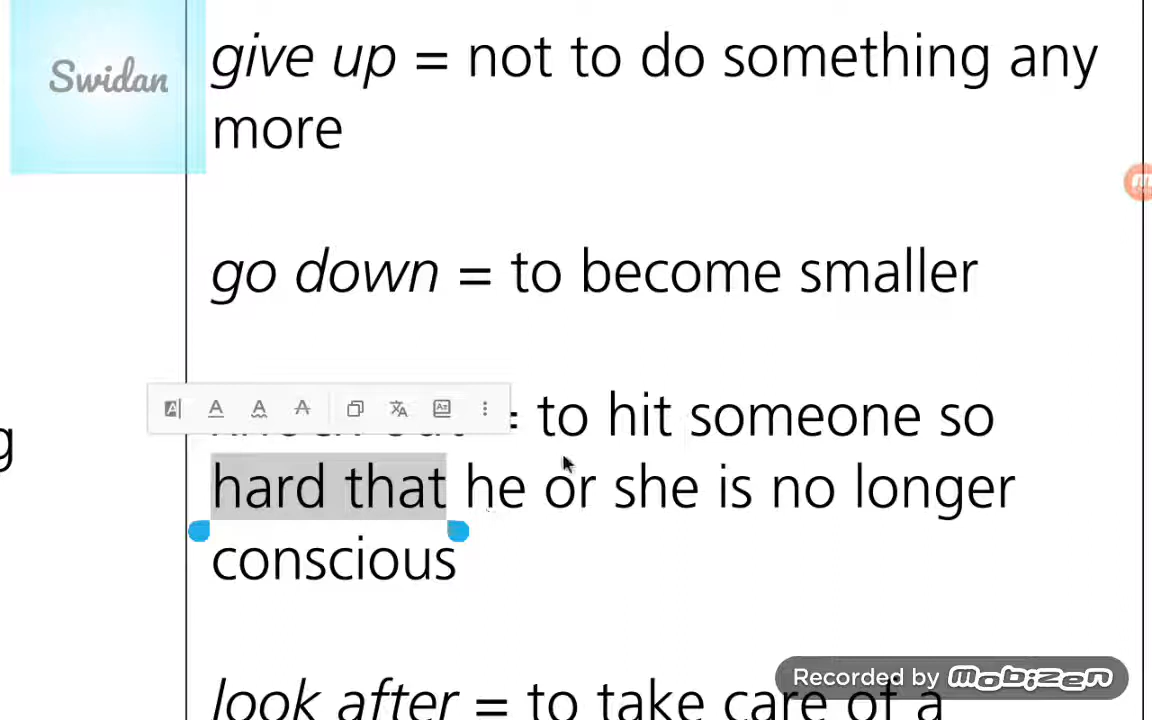 Swidan
give up = not to do something any
more
go down = to become smaller
= to hit someone so
hard that he or she is no longer
conscious
look after = to take care of a
Recorded by mobizen
g